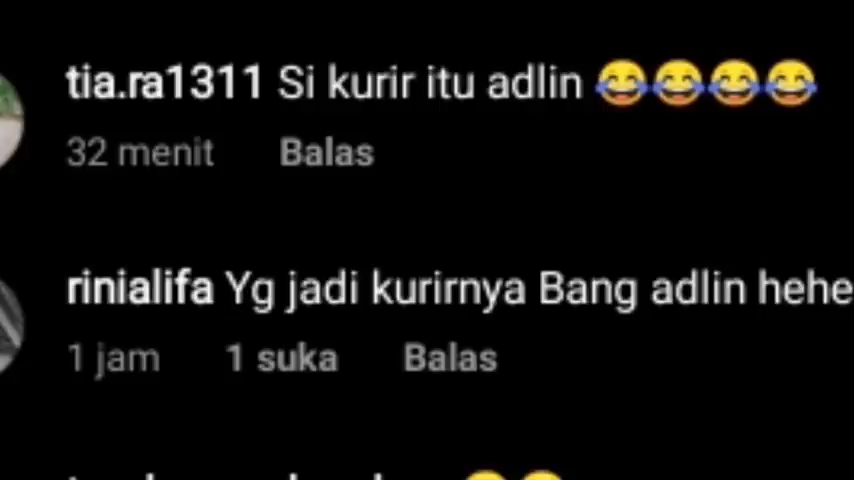 tia.ra1311 Si kurir itu adlin 😂😂😂😂
32 menit Balas
rinialifa Yg jadi kurirnya Bang adlin hehe
1 jam 1 suka Balas